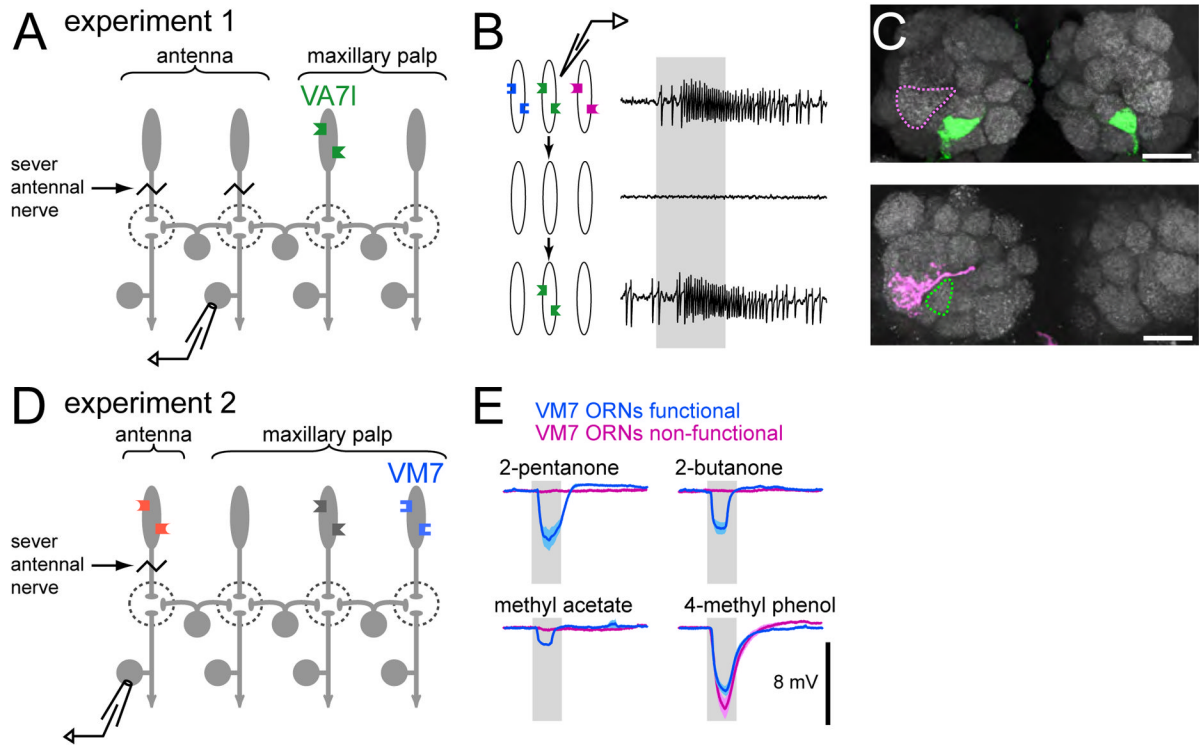 A experiment 1
antenna
maxillary palp
VA7l
sever
antennal
nerve
B
C
D experiment 2
antenna
maxillary palp
VM7
sever
antennal
nerve
E
VM7 ORNs functional
VM7 ORNs non-functional
2-pentanone
2-butanone
methyl acetate
4-methyl phenol
8 mV